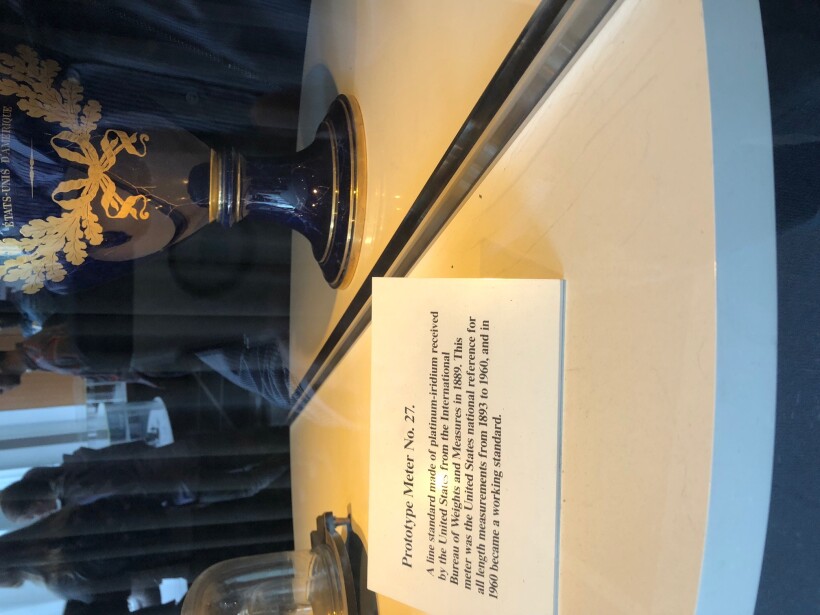 ÉTATS-UNIS D'AMÉRIQUE
Prototype Meter No. 27.
A line standard made of platinum-iridium received
by the United States from the International
Bureau of Weights and Measures in 1889. This
meter was the United States national reference for
all length measurements from 1893 to 1960, and in
1960 became a working standard.